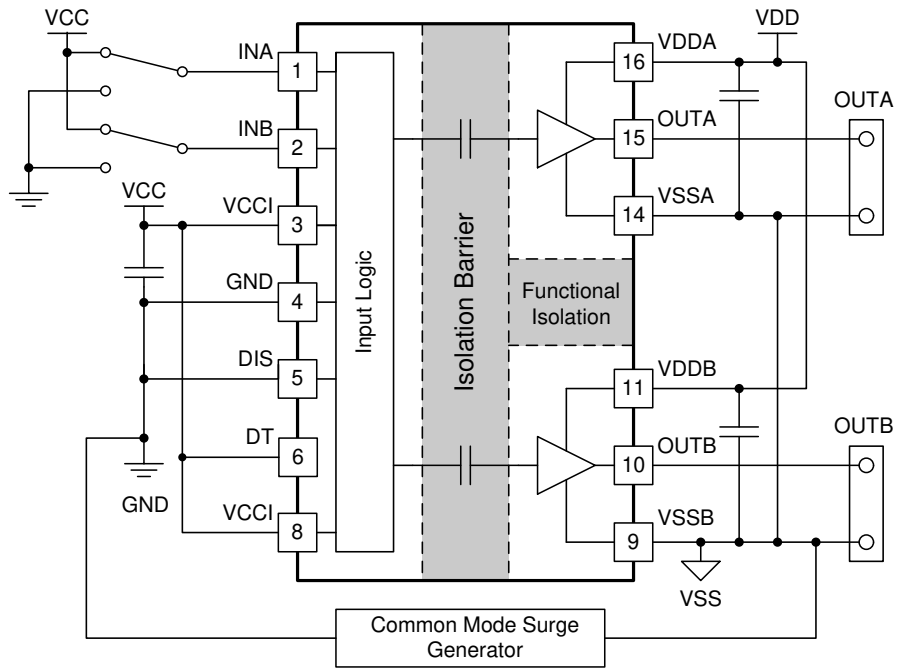 VCC
INA
1
INB
2
VCC
VCCI
3
GND
4
DIS
5
DT
6
GND
VCCI
8
Input Logic
Isolation Barrier
Functional
Isolation
VDDA
16
VDD
OUTA
15
OUTA
VSSA
14
VDDB
11
OUTB
10
OUTB
VSSB
9
VSS
Common Mode Surge
Generator